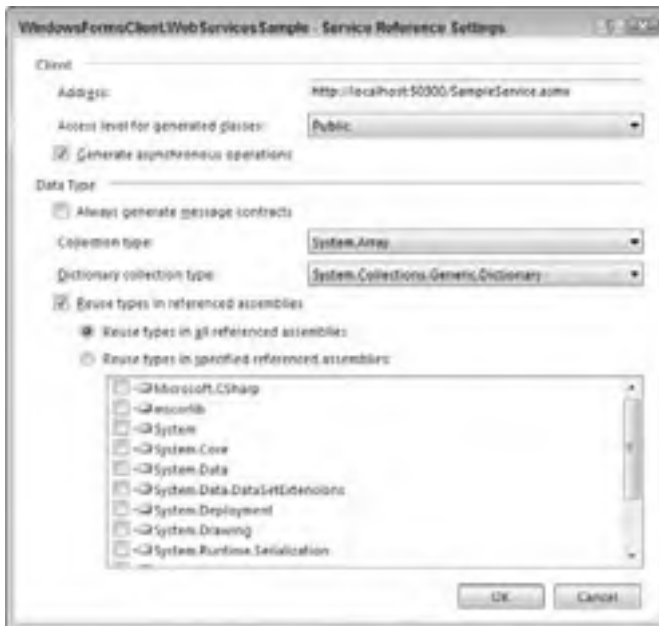 WindowsFormsClient.WebServicesSample - Service Reference Settings
Client
Address:
http://localhost:50300/SampleService.asmx
Access level for generated classes:
Public
Generate asynchronous operations
Data Type
Always generate message contracts
Collection type:
System.Array
Dictionary collection type:
System.Collections.Generic.Dictionary
Reuse types in referenced assemblies
Reuse types in all referenced assemblies
Reuse types in specified referenced assemblies:
Microsoft.CSharp
mscorlib
System
System.Core
System.Data
System.Data.DataSetExtensions
System.Deployment
System.Drawing
System.Runtime.Serialization
OK
Cancel